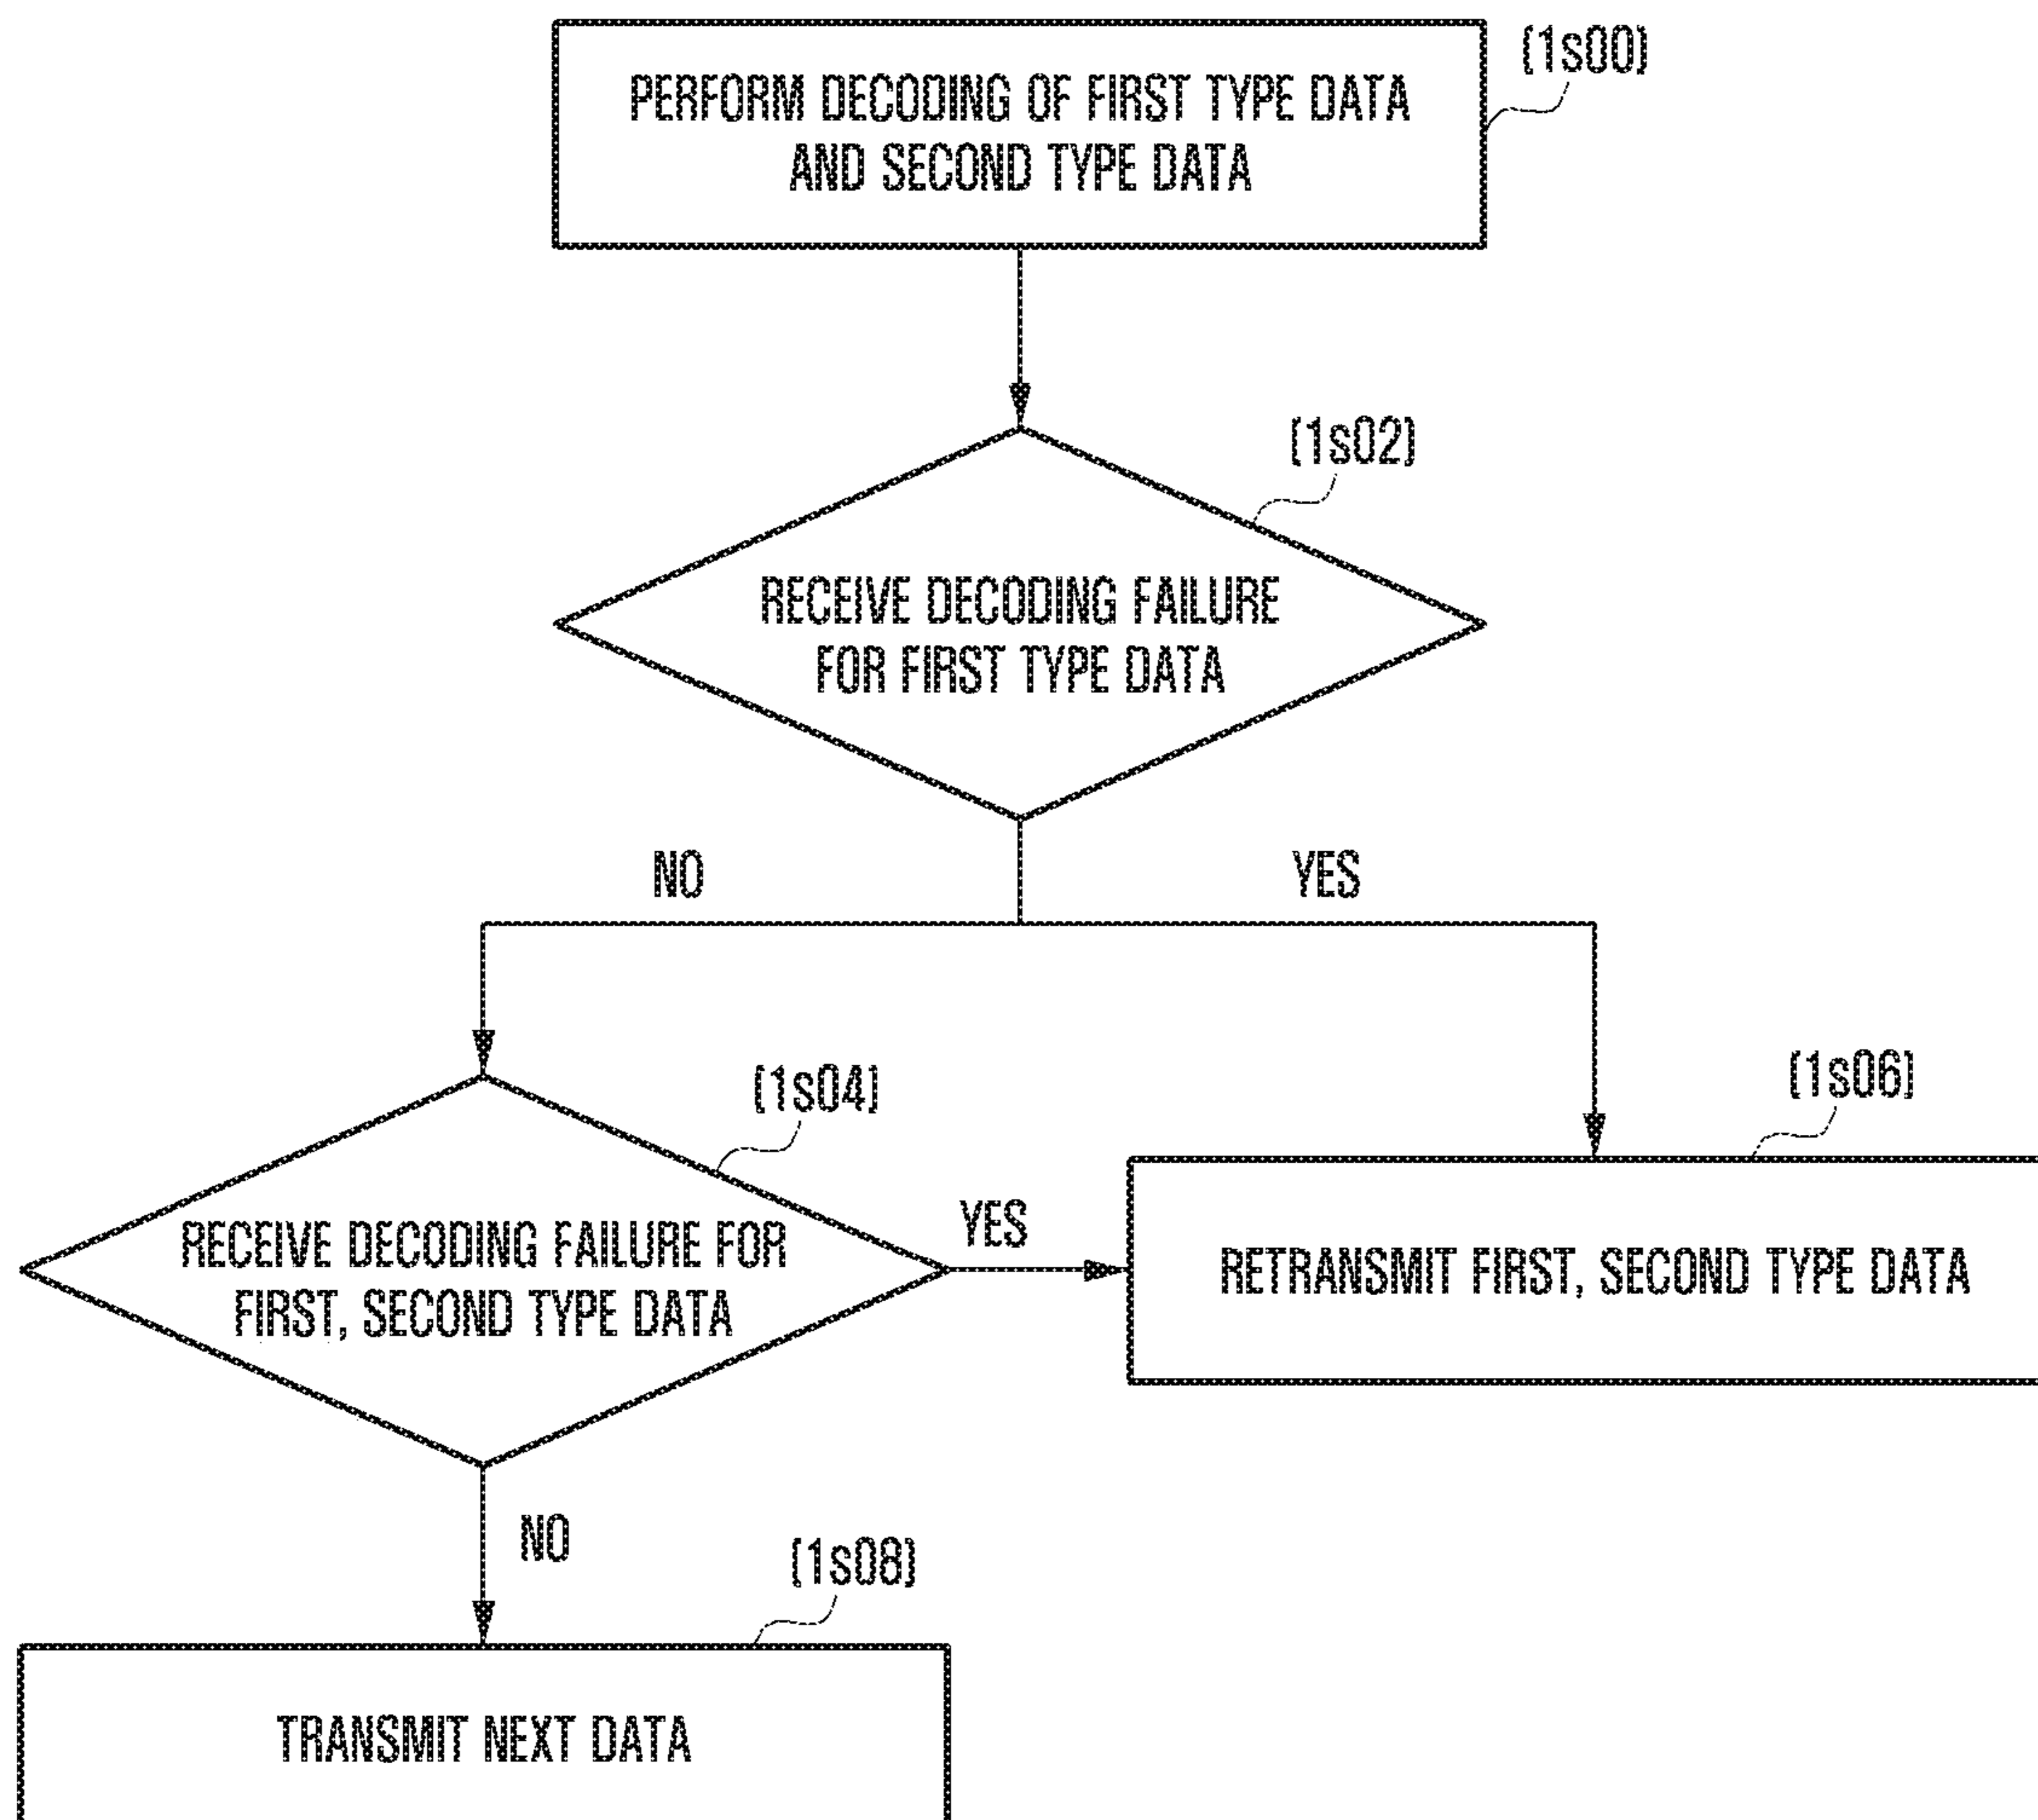 (1s00)
PERFORM DECODING OF FIRST TYPE DATA
AND SECOND TYPE DATA
(1s02)
RECEIVE DECODING FAILURE
FOR FIRST TYPE DATA
NO
YES
(1s04)
(1s06)
RECEIVE DECODING FAILURE FOR
FIRST, SECOND TYPE DATA
YES
RETRANSMIT FIRST, SECOND TYPE DATA
NO
(1s08)
TRANSMIT NEXT DATA